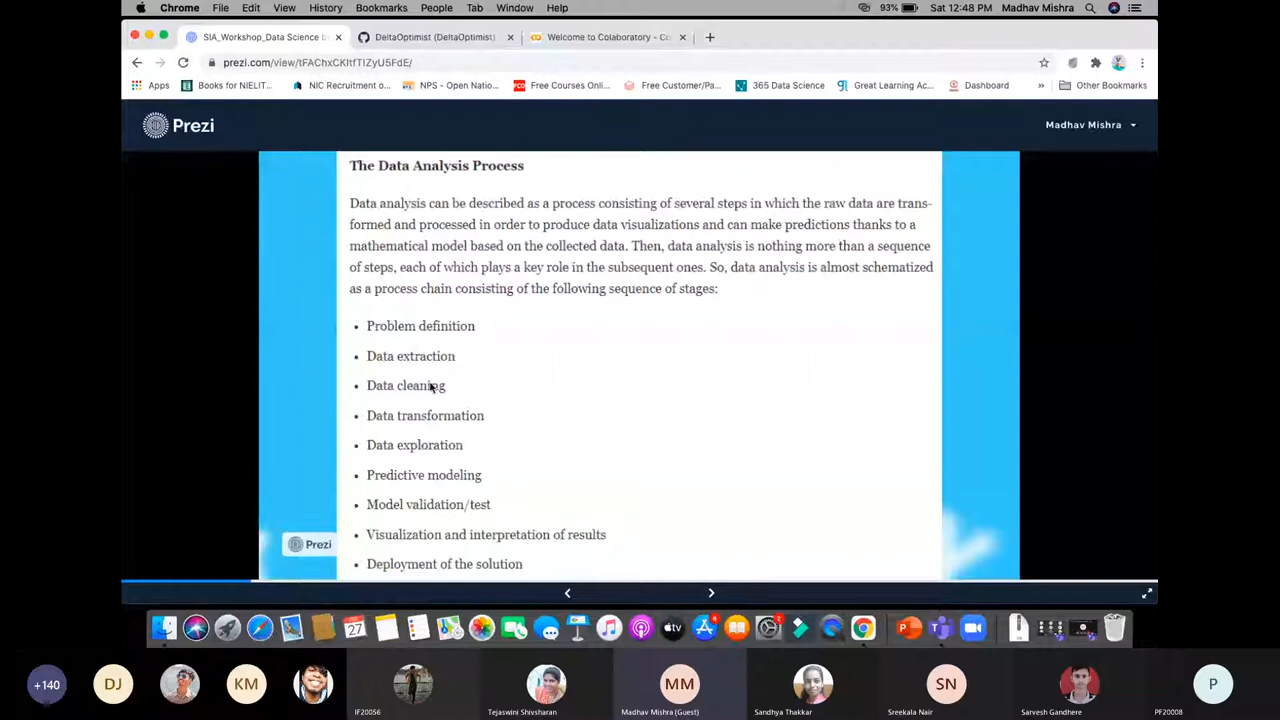 Chrome File Edit View History Bookmarks People Tab Window Help 93% Sat 12:48 PM Madhav Mishra
SIA_Workshop_Data Science b DeltaOptimist (DeltaOptimist) Welcome to Colaboratory - Co
prezi.com/view/tFAChxCKItfTIZyU5FdE/
Apps Books for NIELIT... NIC Recruitment o... NPS - Open Natio... Free Courses Onli... Free Customer/Pa... 365 Data Science Great Learning Ac... Dashboard » Other Bookmarks
Prezi Madhav Mishra
The Data Analysis Process
Data analysis can be described as a process consisting of several steps in which the raw data are trans-
formed and processed in order to produce data visualizations and can make predictions thanks to a
mathematical model based on the collected data. Then, data analysis is nothing more than a sequence
of steps, each of which plays a key role in the subsequent ones. So, data analysis is almost schematized
as a process chain consisting of the following sequence of stages:
• Problem definition
• Data extraction
• Data cleaning
• Data transformation
• Data exploration
• Predictive modeling
• Model validation/test
• Visualization and interpretation of results
Prezi
• Deployment of the solution
27
tv
+140 DJ KM MM SN P
IF20056 Tejaswini Shivsharan Madhav Mishra (Guest) Sandhya Thakkar Sreekala Nair Sarvesh Gandhere PF20008